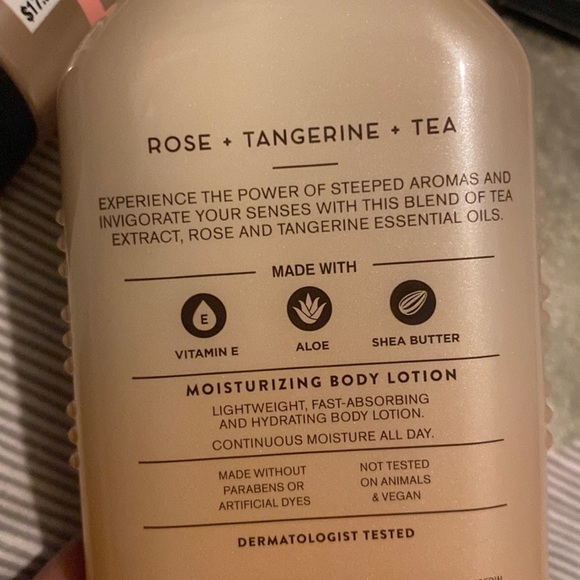 ROSE + TANGERINE + TEA
EXPERIENCE THE POWER OF STEEPED AROMAS AND
INVIGORATE YOUR SENSES WITH THIS BLEND OF TEA
EXTRACT, ROSE AND TANGERINE ESSENTIAL OILS.
MADE WITH
E
VITAMIN E
ALOE
SHEA BUTTER
MOISTURIZING BODY LOTION
LIGHTWEIGHT, FAST-ABSORBING
AND HYDRATING BODY LOTION.
CONTINUOUS MOISTURE ALL DAY.
MADE WITHOUT
PARABENS OR
ARTIFICIAL DYES
NOT TESTED
ON ANIMALS
& VEGAN
DERMATOLOGIST TESTED